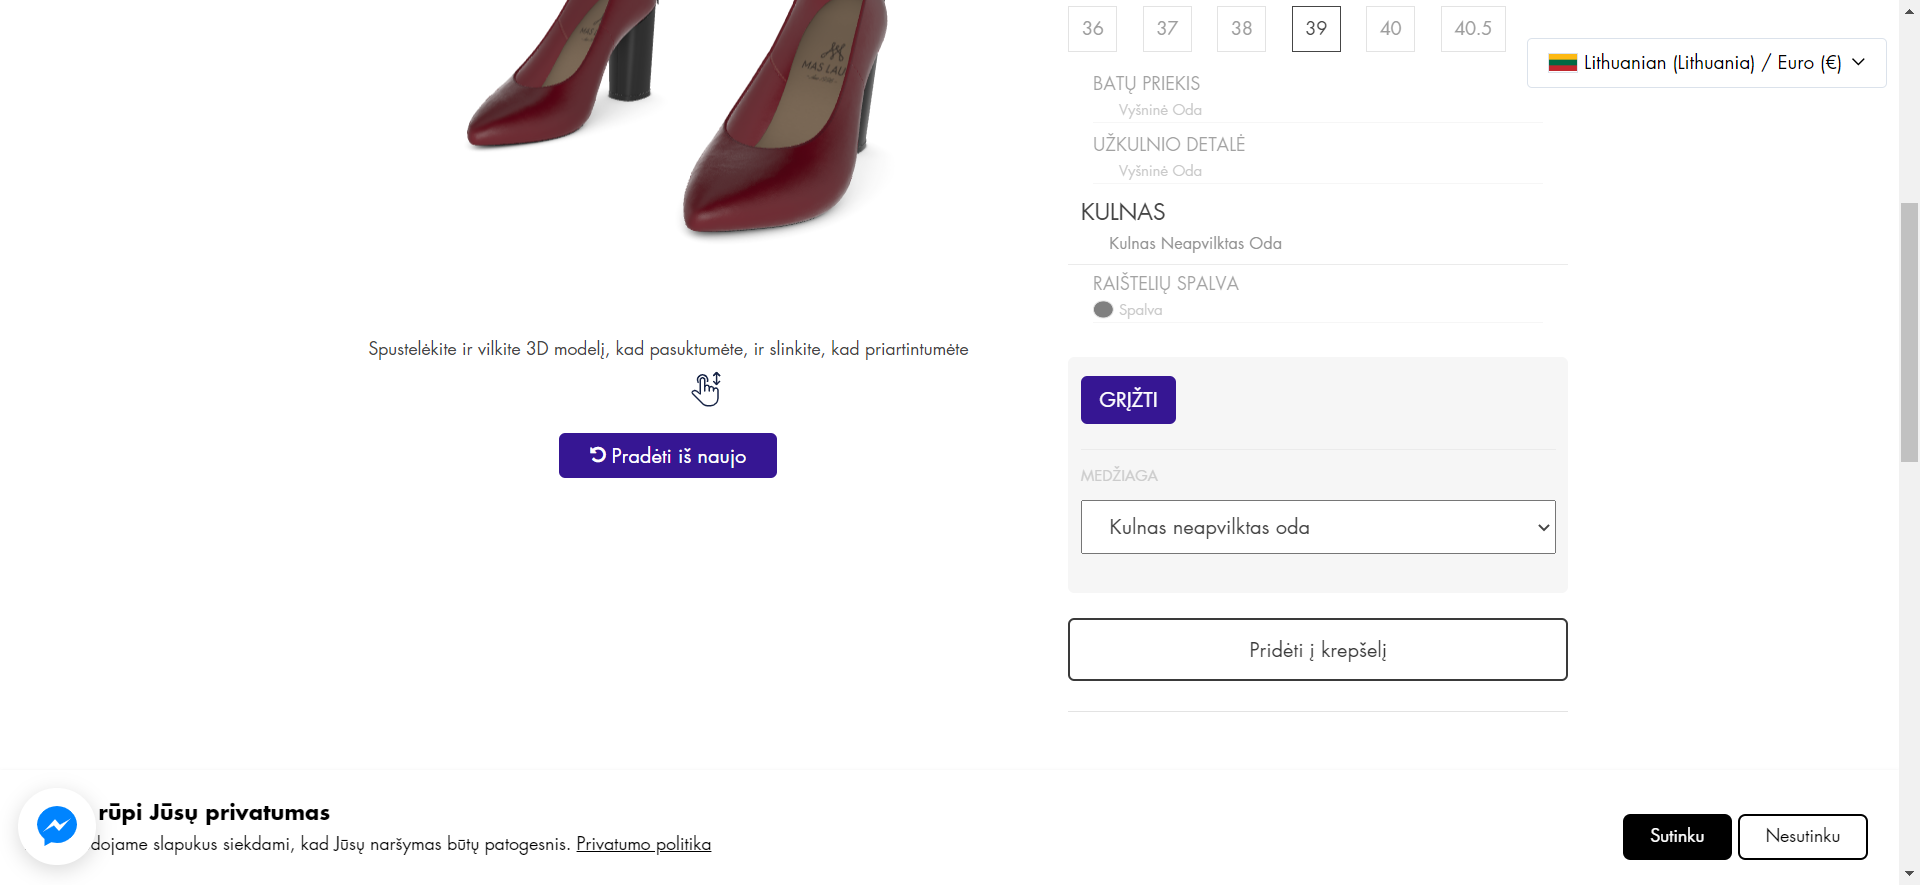 MAS LAU
36 37 38 39 40 40.5
Lithuanian (Lithuania) / Euro (€)
BATŲ PRIEKIS
Vyšninė Oda
UŽKULNIO DETALĖ
Vyšninė Oda
KULNAS
Kulnas Neapvilktas Oda
RAIŠTELIŲ SPALVA
Spalva
Spustelėkite ir vilkite 3D modelį, kad pasuktumėte, ir slinkite, kad priartintumėte
Pradėti iš naujo
GRĮŽTI
MEDŽIAGA
Kulnas neapvilktas oda
Pridėti į krepšelį
rūpi Jūsų privatumas
dojame slapukus siekdami, kad Jūsų naršymas būtų patogesnis. Privatumo politika
Sutinku
Nesutinku